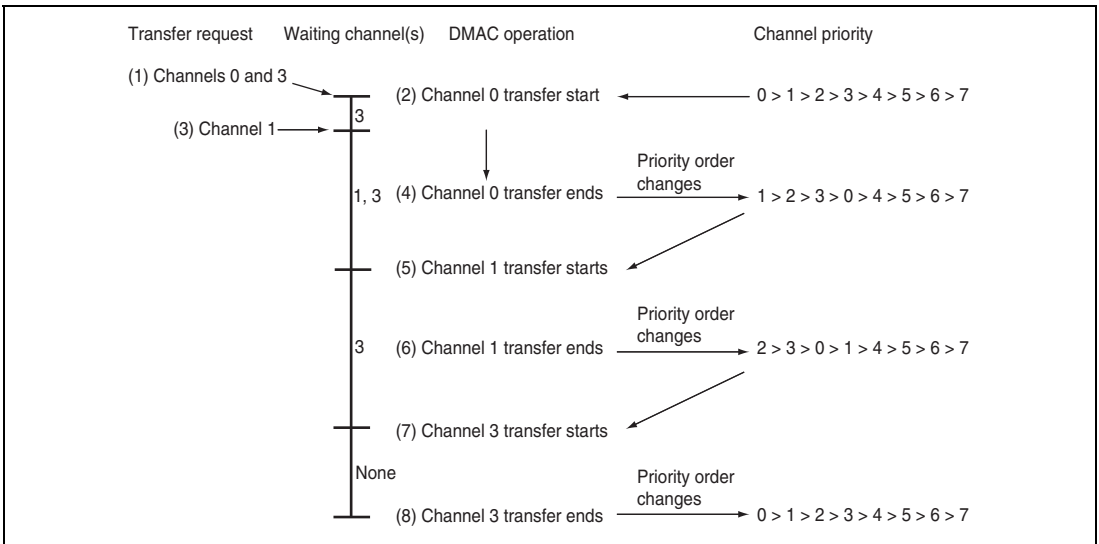 Transfer request Waiting channel(s) DMAC operation Channel priority
(1) Channels 0 and 3
(2) Channel 0 transfer start 0 > 1 > 2 > 3 > 4 > 5 > 6 > 7
3
(3) Channel 1
Priority order
changes
1, 3 (4) Channel 0 transfer ends 1 > 2 > 3 > 0 > 4 > 5 > 6 > 7
(5) Channel 1 transfer starts
Priority order
changes
3 (6) Channel 1 transfer ends 2 > 3 > 0 > 1 > 4 > 5 > 6 > 7
(7) Channel 3 transfer starts
None
Priority order
changes
(8) Channel 3 transfer ends 0 > 1 > 2 > 3 > 4 > 5 > 6 > 7